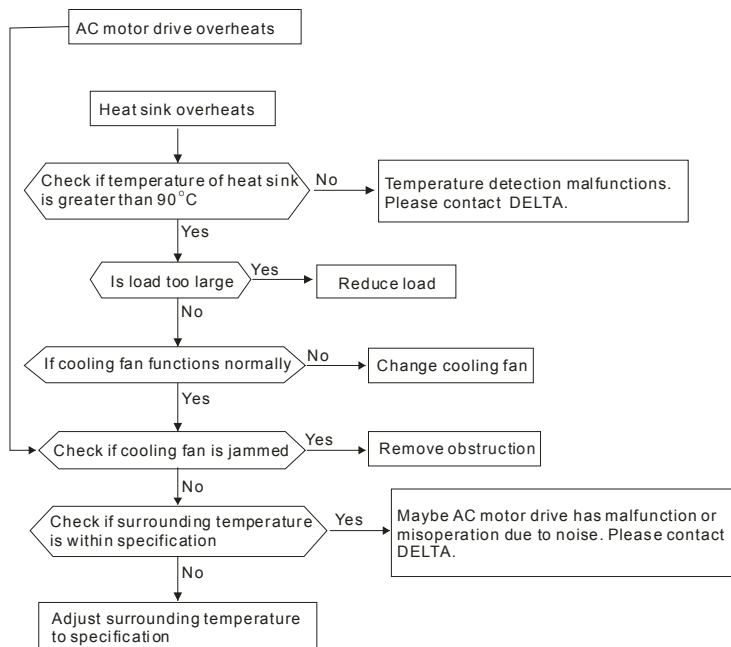 AC motor drive overheats
Heat sink overheats
Check if temperature of heat sink
is greater than 90°C
No
Temperature detection malfunctions.
Please contact DELTA.
Yes
Is load too large
Yes
Reduce load
No
If cooling fan functions normally
No
Change cooling fan
Yes
Check if cooling fan is jammed
Yes
Remove obstruction
No
Check if surrounding temperature
is within specification
Yes
Maybe AC motor drive has malfunction or
misoperation due to noise. Please contact
DELTA.
No
Adjust surrounding temperature
to specification